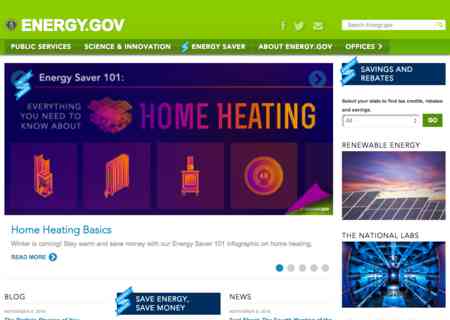 ENERGY.GOV
Search Energy.gov
PUBLIC SERVICES
SCIENCE & INNOVATION
ENERGY SAVER
ABOUT ENERGY.GOV
OFFICES >
Energy Saver 101:
EVERYTHING
YOU NEED TO
KNOW ABOUT
HOME HEATING
Home Heating Basics
Winter is coming! Stay warm and save money with our Energy Saver 101 infographic on home heating.
READ MORE
SAVINGS AND
REBATES
Select your state to find tax credits, rebates
and savings.
All
GO
RENEWABLE ENERGY
THE NATIONAL LABS
BLOG
SAVE ENERGY,
SAVE MONEY
NEWS